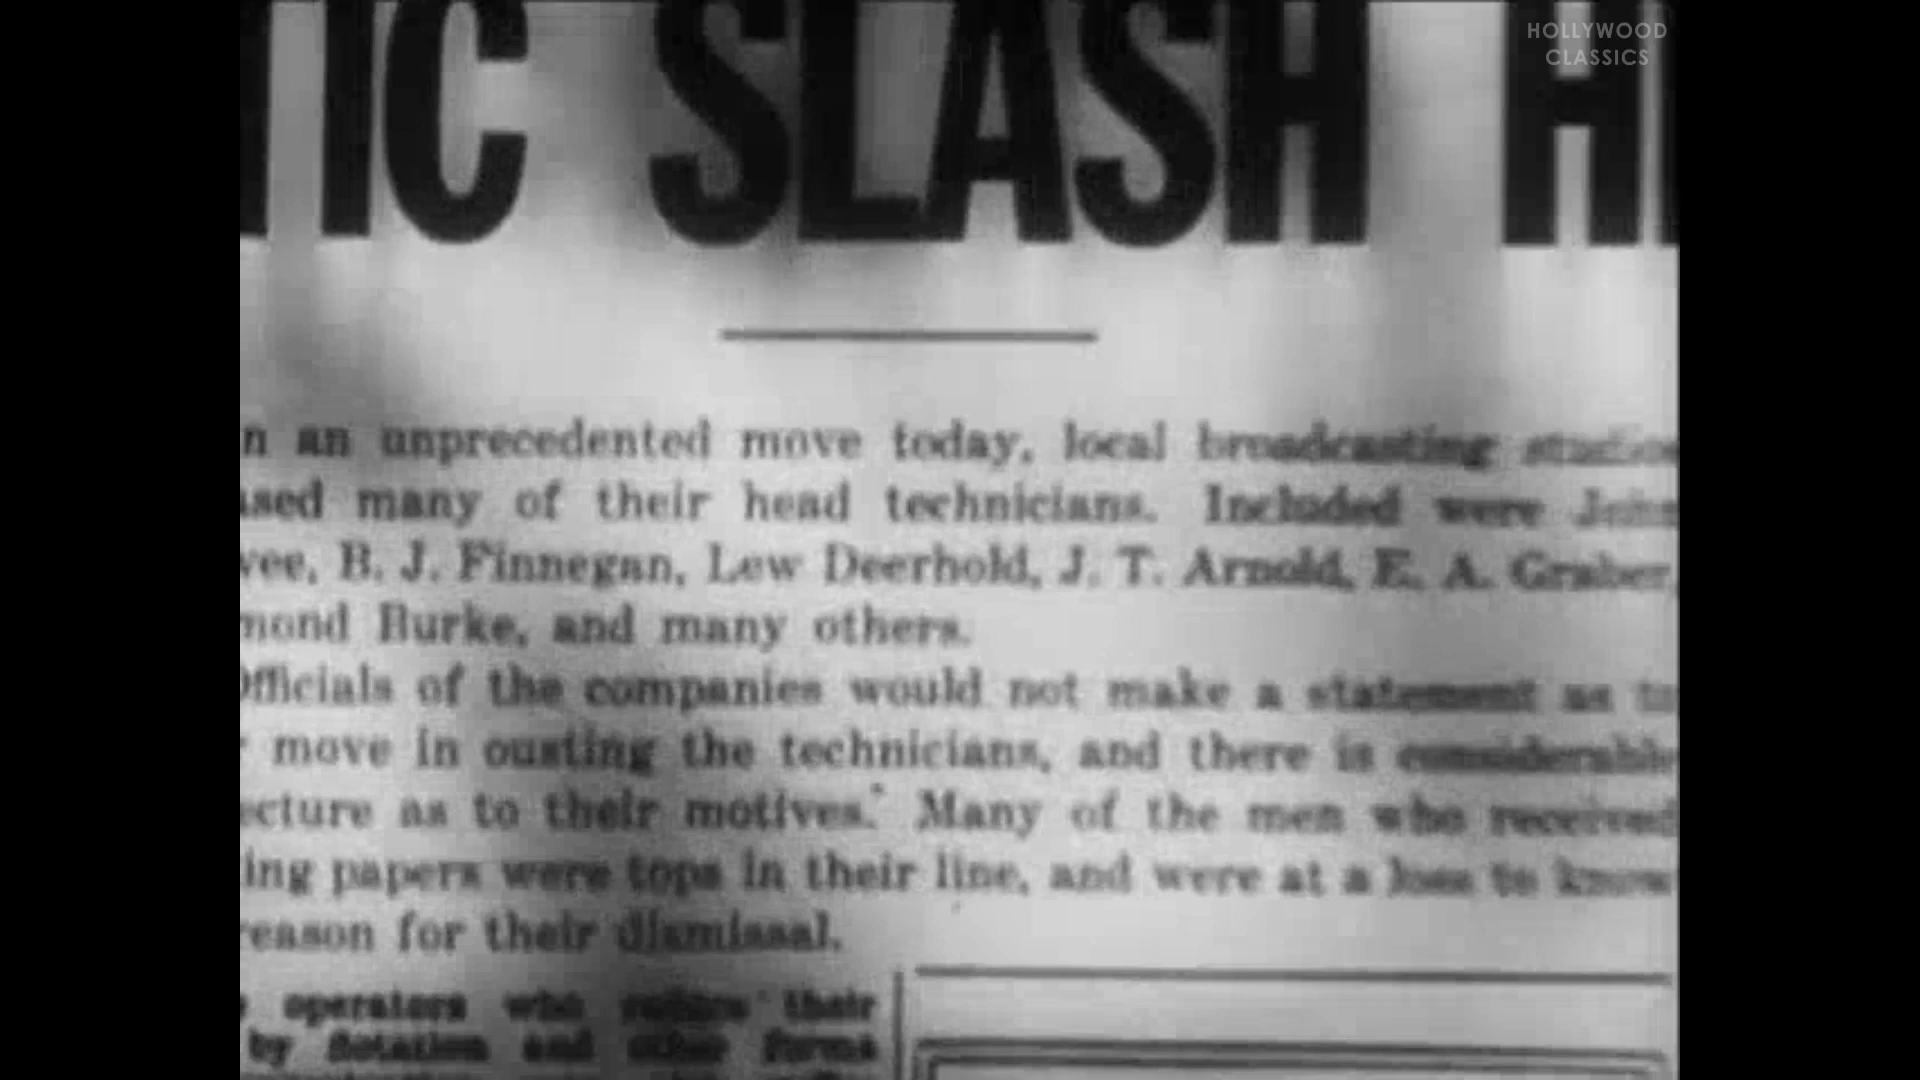 HOLLYWOOD
CLASSICS
TIC SLASH H
n an unprecedented move today, local broadcasting studios
used many of their head technicians. Included were John
vee, B. J. Finnegan, Lew Deerhold, J. T. Arnold, E. A. Graber,
mond Burke, and many others.
Officials of the companies would not make a statement as to
move in ousting the technicians, and there is considerable
ecture as to their motives. Many of the men who received
ing papers were tops in their line, and were at a loss to know
reason for their dismissal.
operators who their
by flotation and other forms